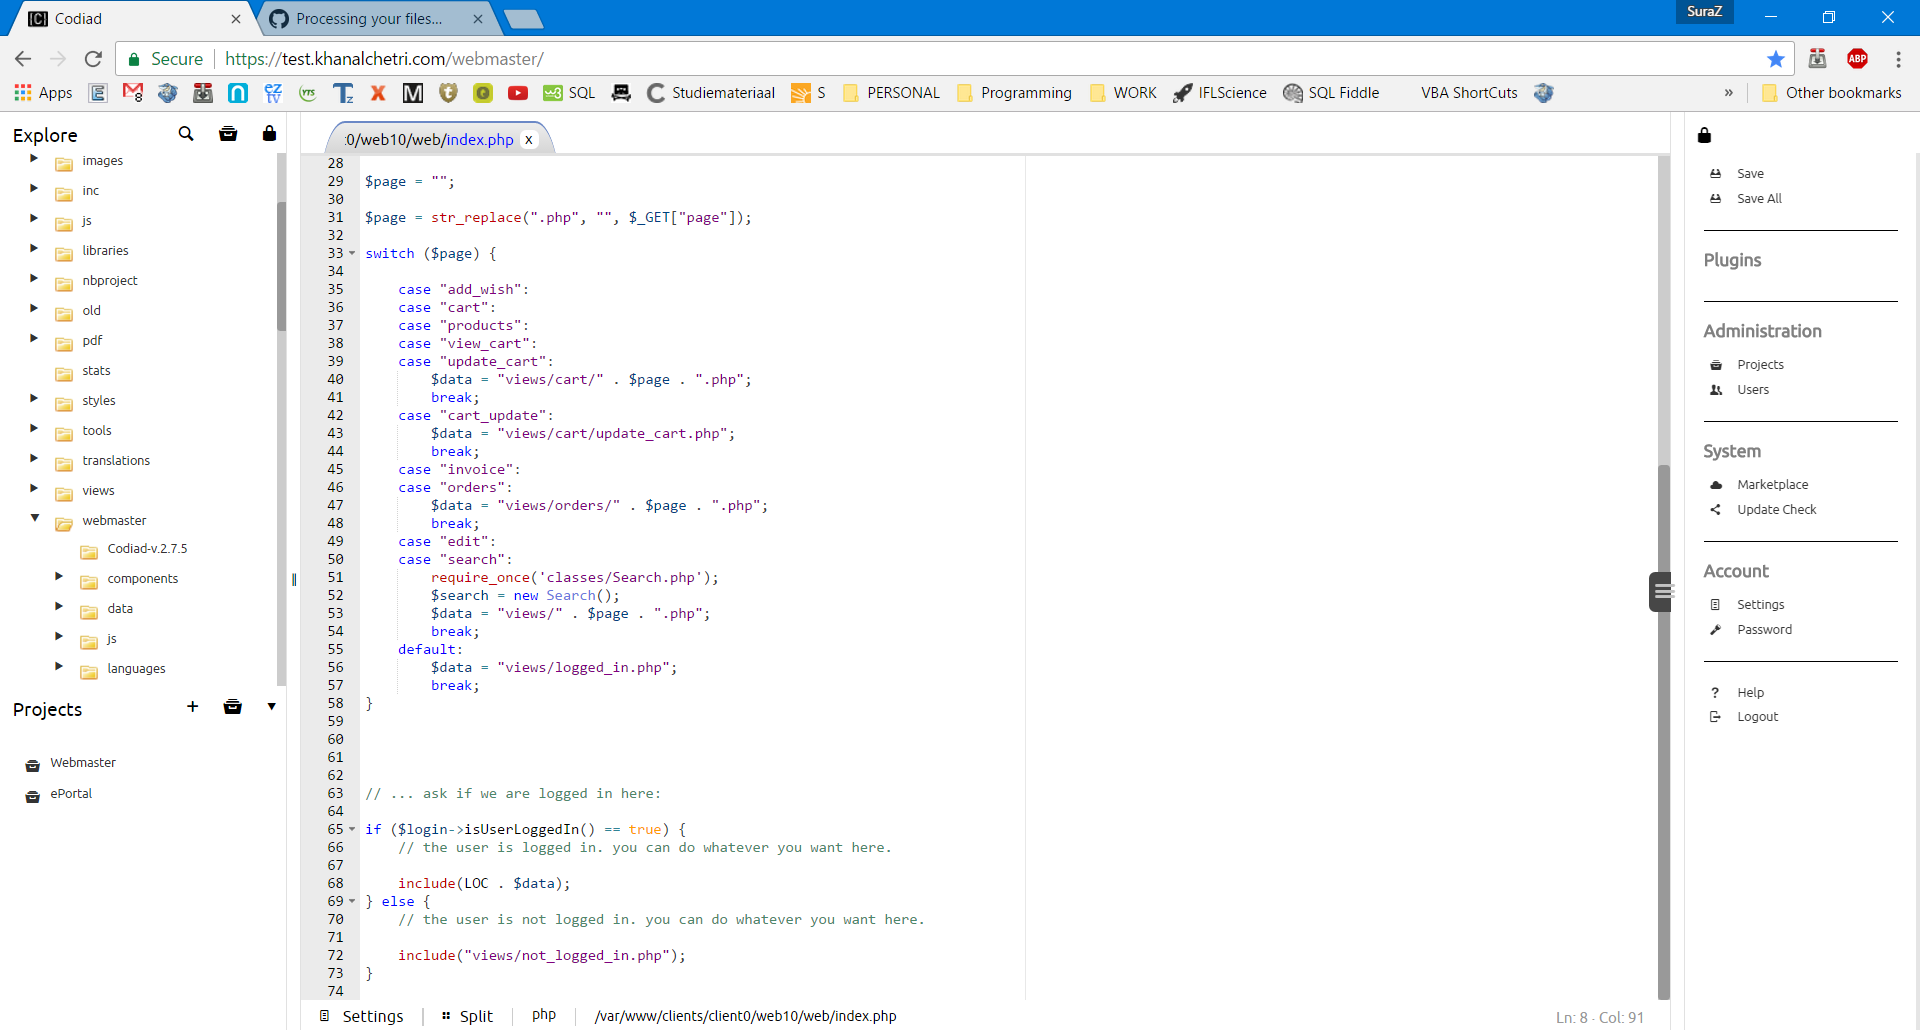 Codiad
Processing your files...
SuraZ
Secure
https://test.khanalchetri.com/webmaster/
ABP
Apps
ez
tv
YTS
SQL
Studiemateriaal
S
PERSONAL
Programming
WORK
IFLScience
SQL Fiddle
VBA ShortCuts
»
Other bookmarks
Explore
images
inc
js
libraries
nbproject
old
pdf
stats
styles
tools
translations
views
webmaster
Codiad-v.2.7.5
components
data
js
languages
Projects
Webmaster
ePortal
:0/web10/web/index.php x
28
29 $page = "";
30
31 $page = str_replace(".php", "", $_GET["page"]);
32
33 switch ($page) {
34
35 case "add_wish":
36 case "cart":
37 case "products":
38 case "view_cart":
39 case "update_cart":
40 $data = "views/cart/" . $page . ".php";
41 break;
42 case "cart_update":
43 $data = "views/cart/update_cart.php";
44 break;
45 case "invoice":
46 case "orders":
47 $data = "views/orders/" . $page . ".php";
48 break;
49 case "edit":
50 case "search":
51 require_once('classes/Search.php');
52 $search = new Search();
53 $data = "views/" . $page . ".php";
54 break;
55 default:
56 $data = "views/logged_in.php";
57 break;
58 }
59
60
61
62
63 // ... ask if we are logged in here:
64
65 if ($login->isUserLoggedIn() == true) {
66 // the user is logged in. you can do whatever you want here.
67
68 include(LOC . $data);
69 } else {
70 // the user is not logged in. you can do whatever you want here.
71
72 include("views/not_logged_in.php");
73 }
74
Settings
Split
php
/var/www/clients/client0/web10/web/index.php
Ln: 8 · Col: 91
Save
Save All
Plugins
Administration
Projects
Users
System
Marketplace
Update Check
Account
Settings
Password
? Help
Logout